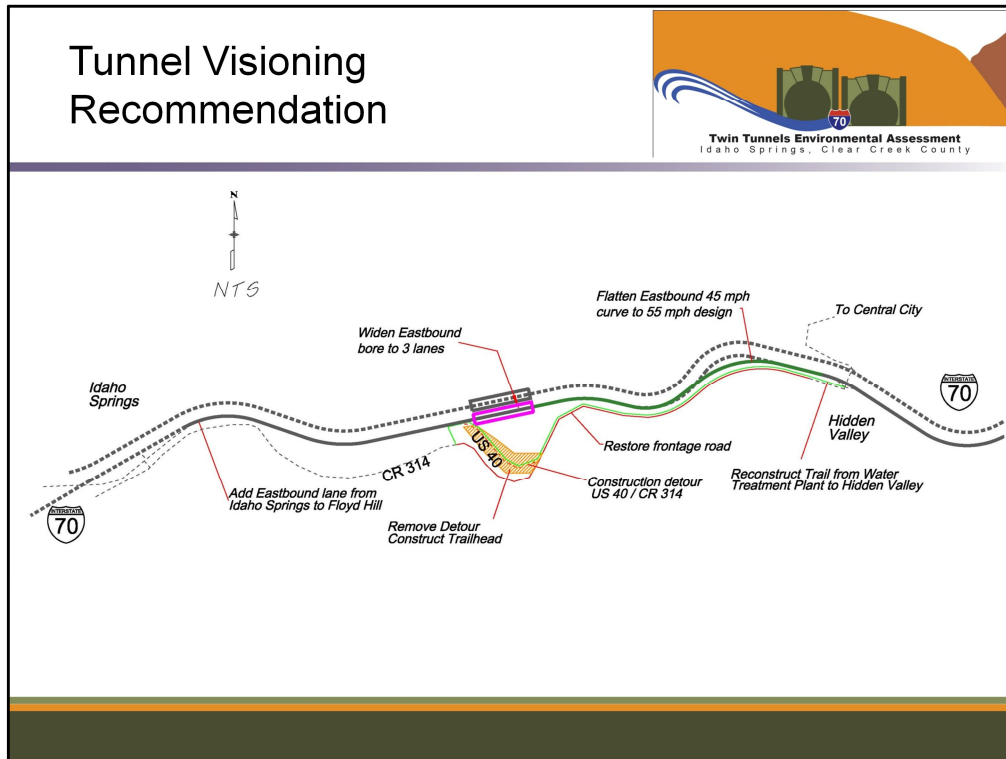 Tunnel Visioning
Recommendation
70
Twin Tunnels Environmental Assessment
Idaho Springs, Clear Creek County
N
NTS
Flatten Eastbound 45 mph
curve to 55 mph design
To Central City
Widen Eastbound
bore to 3 lanes
Idaho
Springs
INTERSTATE
70
Hidden
Valley
US 40
Restore frontage road
CR 314
Reconstruct Trail from Water
Treatment Plant to Hidden Valley
Construction detour
US 40 / CR 314
Add Eastbound lane from
Idaho Springs to Floyd Hill
INTERSTATE
70
Remove Detour
Construct Trailhead